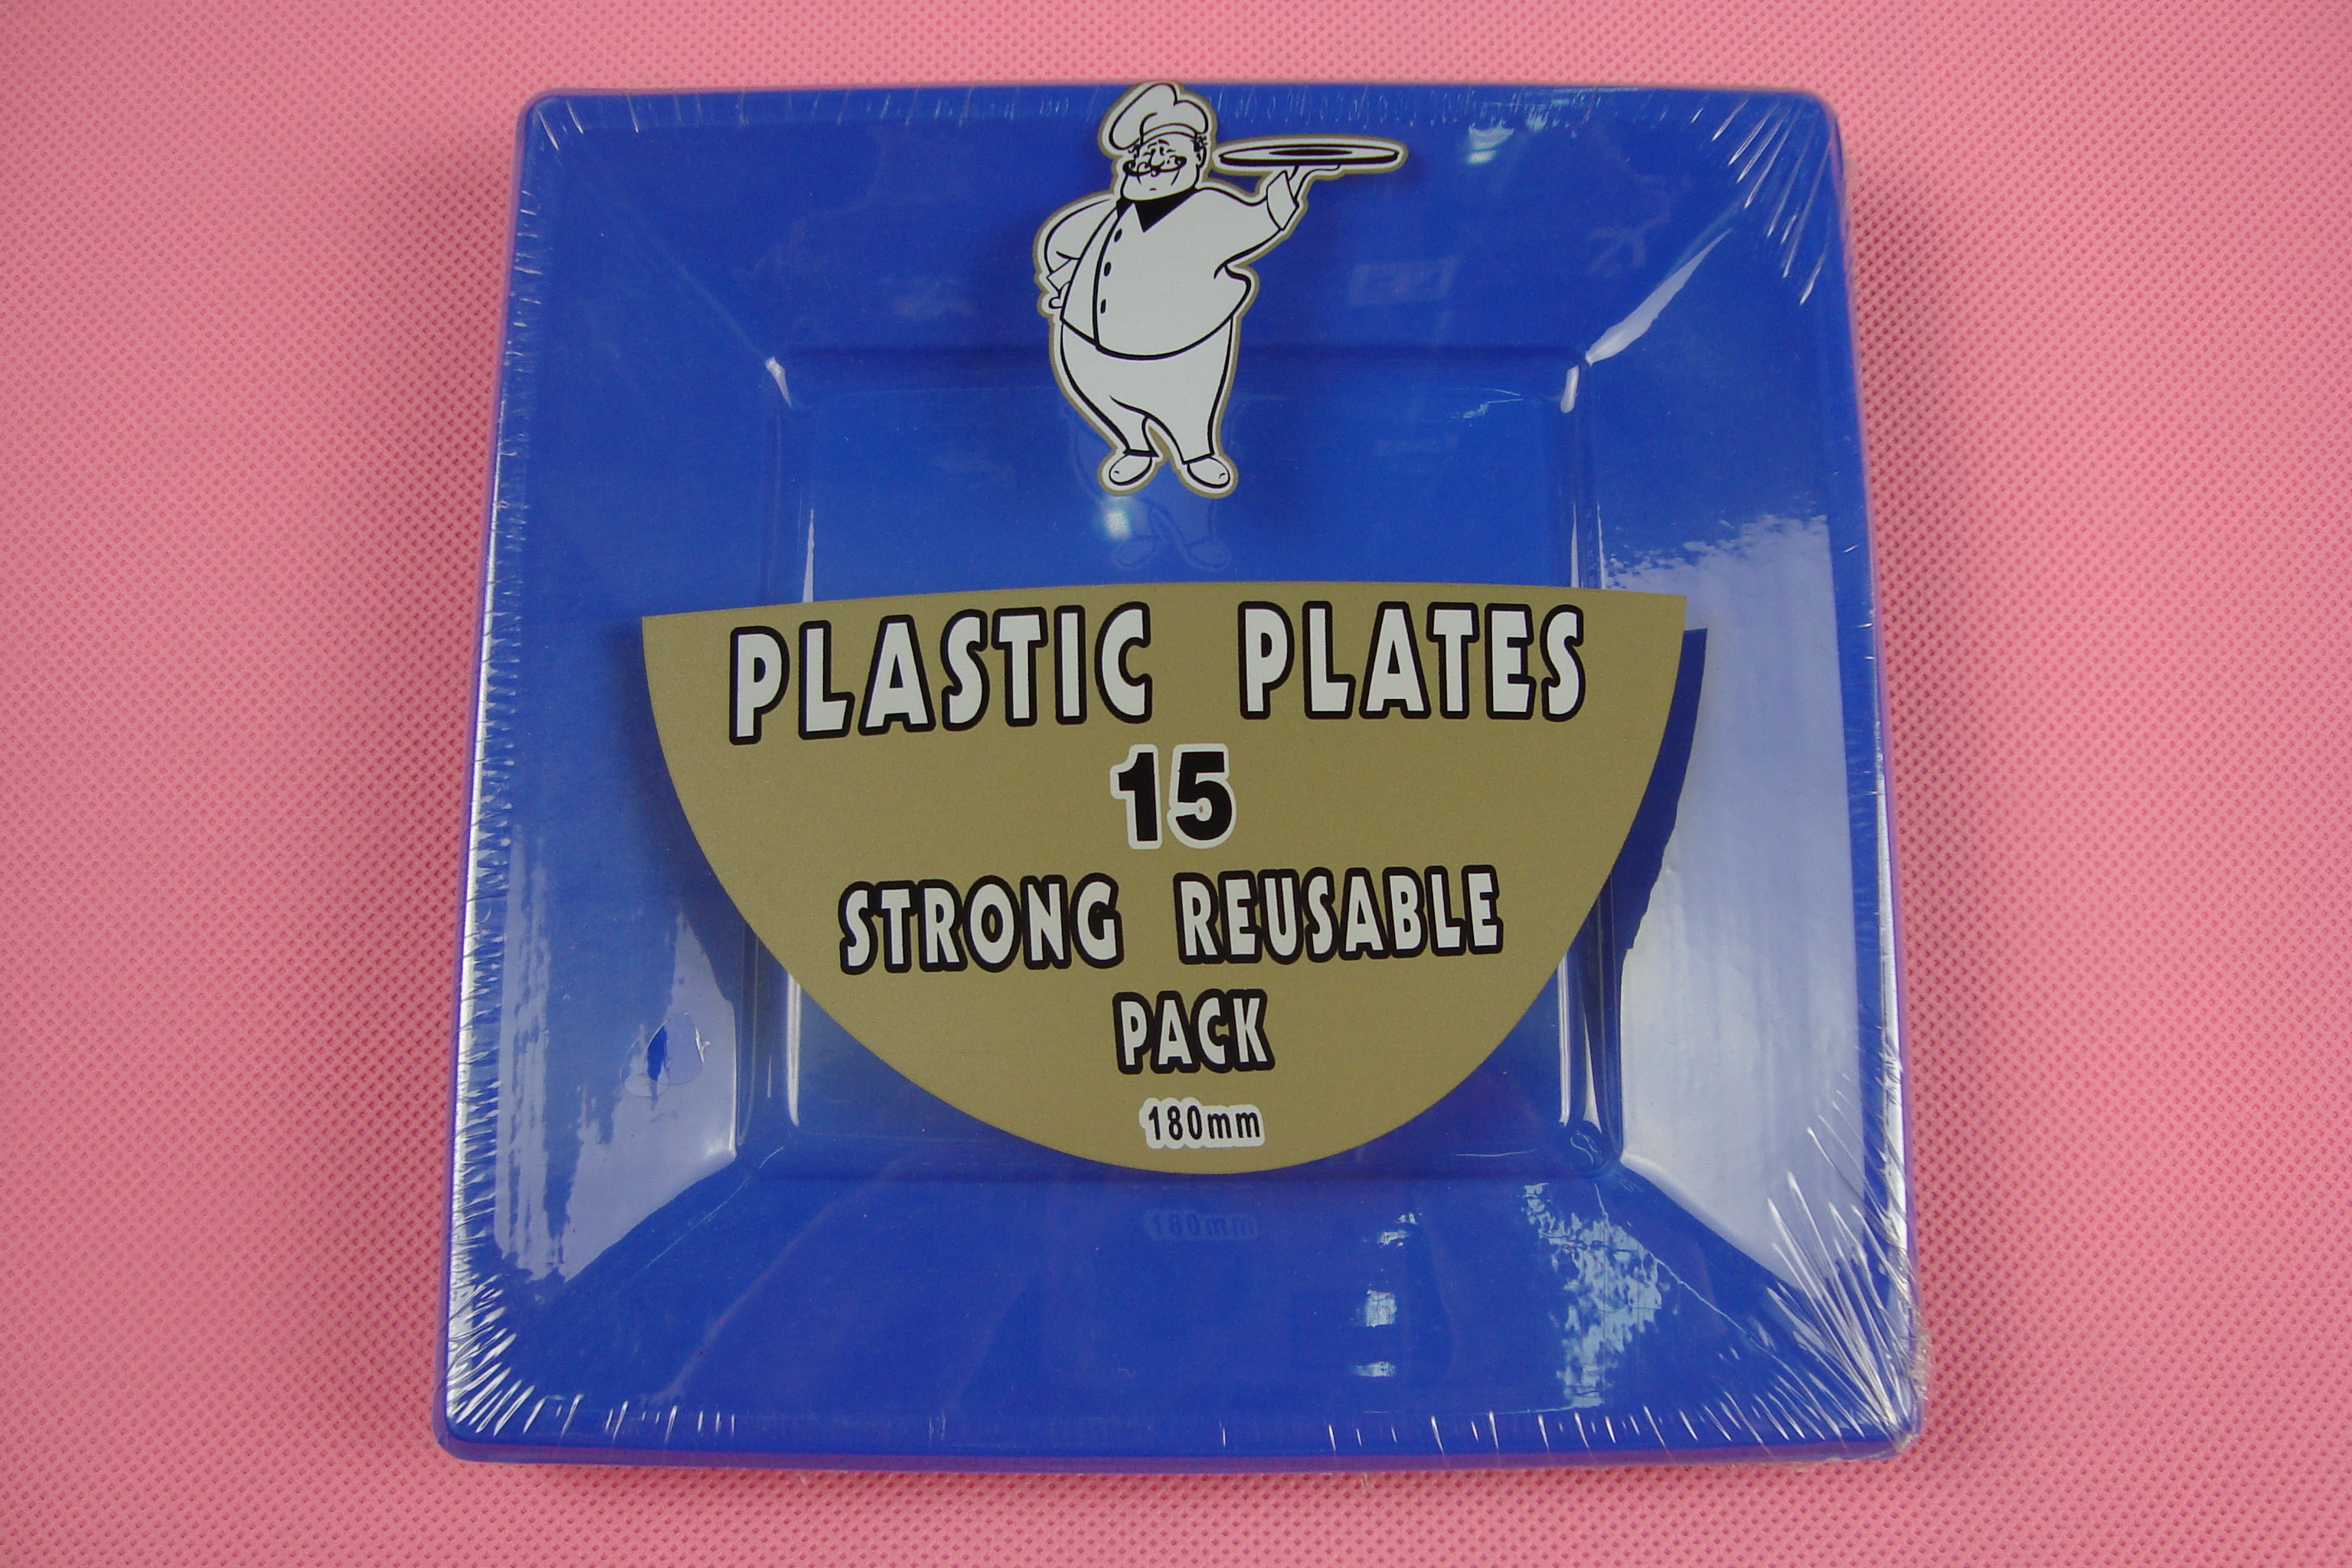 PLASTIC PLATES
15
STRONG REUSABLE
PACK
180mm